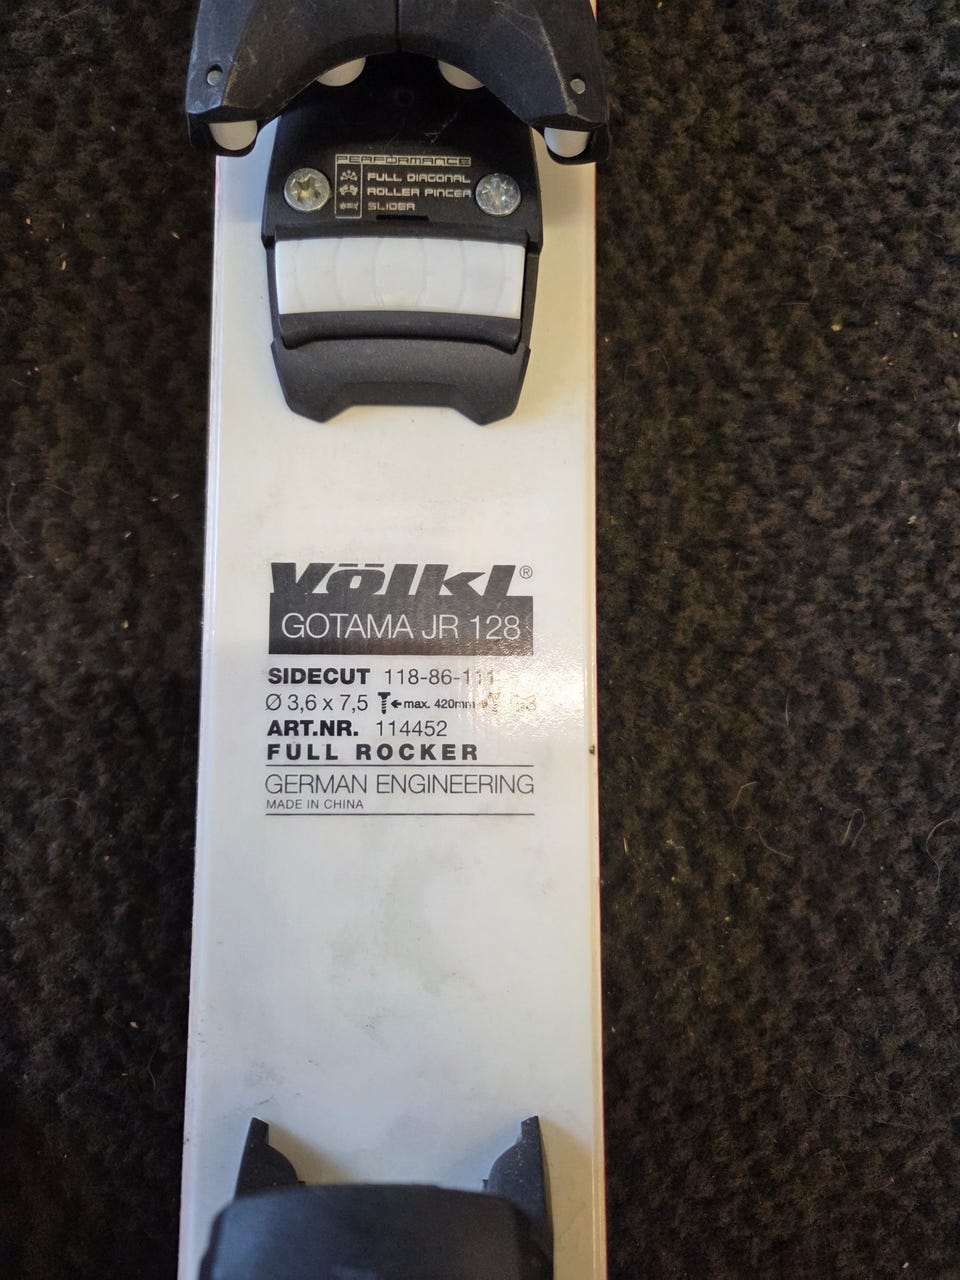 PERFORMANCE
FULL DIAGONAL
ROLLER PINCER
SLIDER
Völkl®
GOTAMA JR 128
SIDECUT 118-86-111
Ø 3,6 x 7,5 max. 420mm
ART.NR. 114452
FULL ROCKER
GERMAN ENGINEERING
MADE IN CHINA